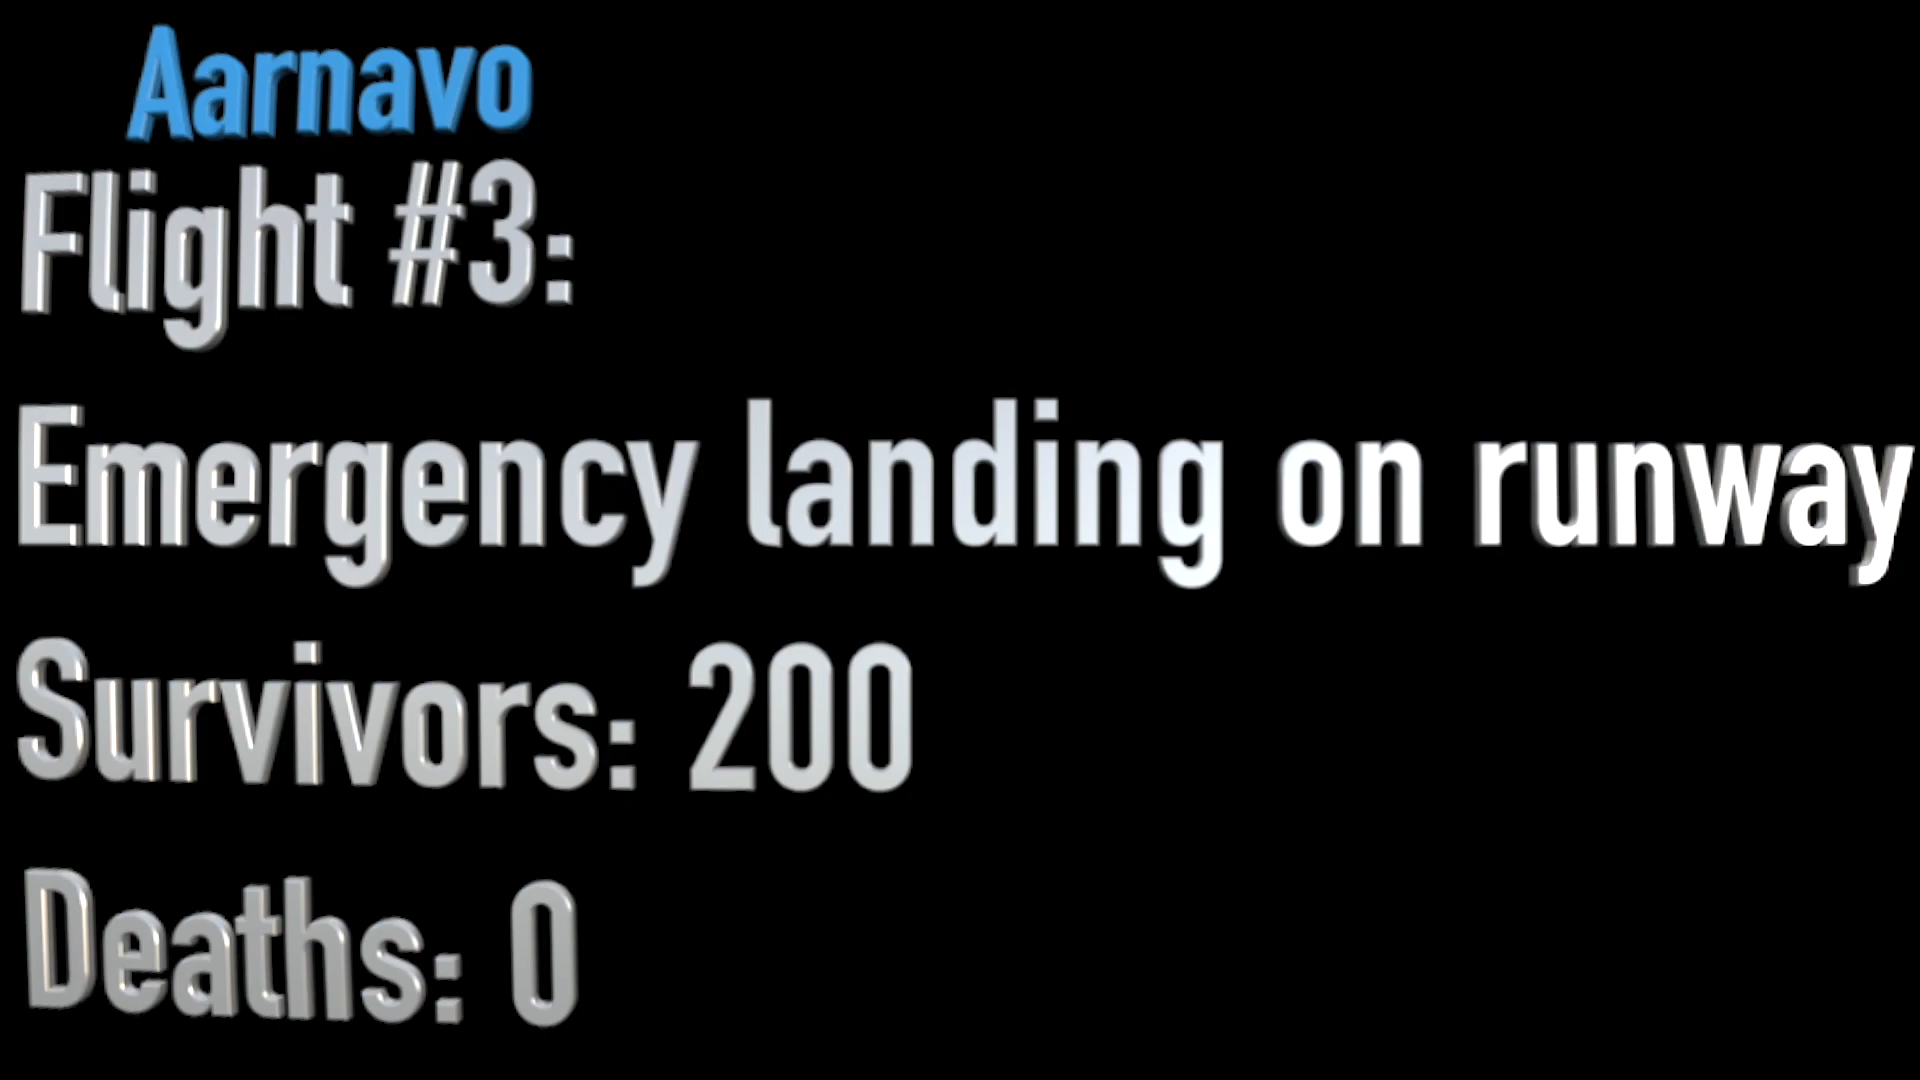 Aarnavo
Flight #3:
Emergency landing on runway
Survivors: 200
Deaths: 0